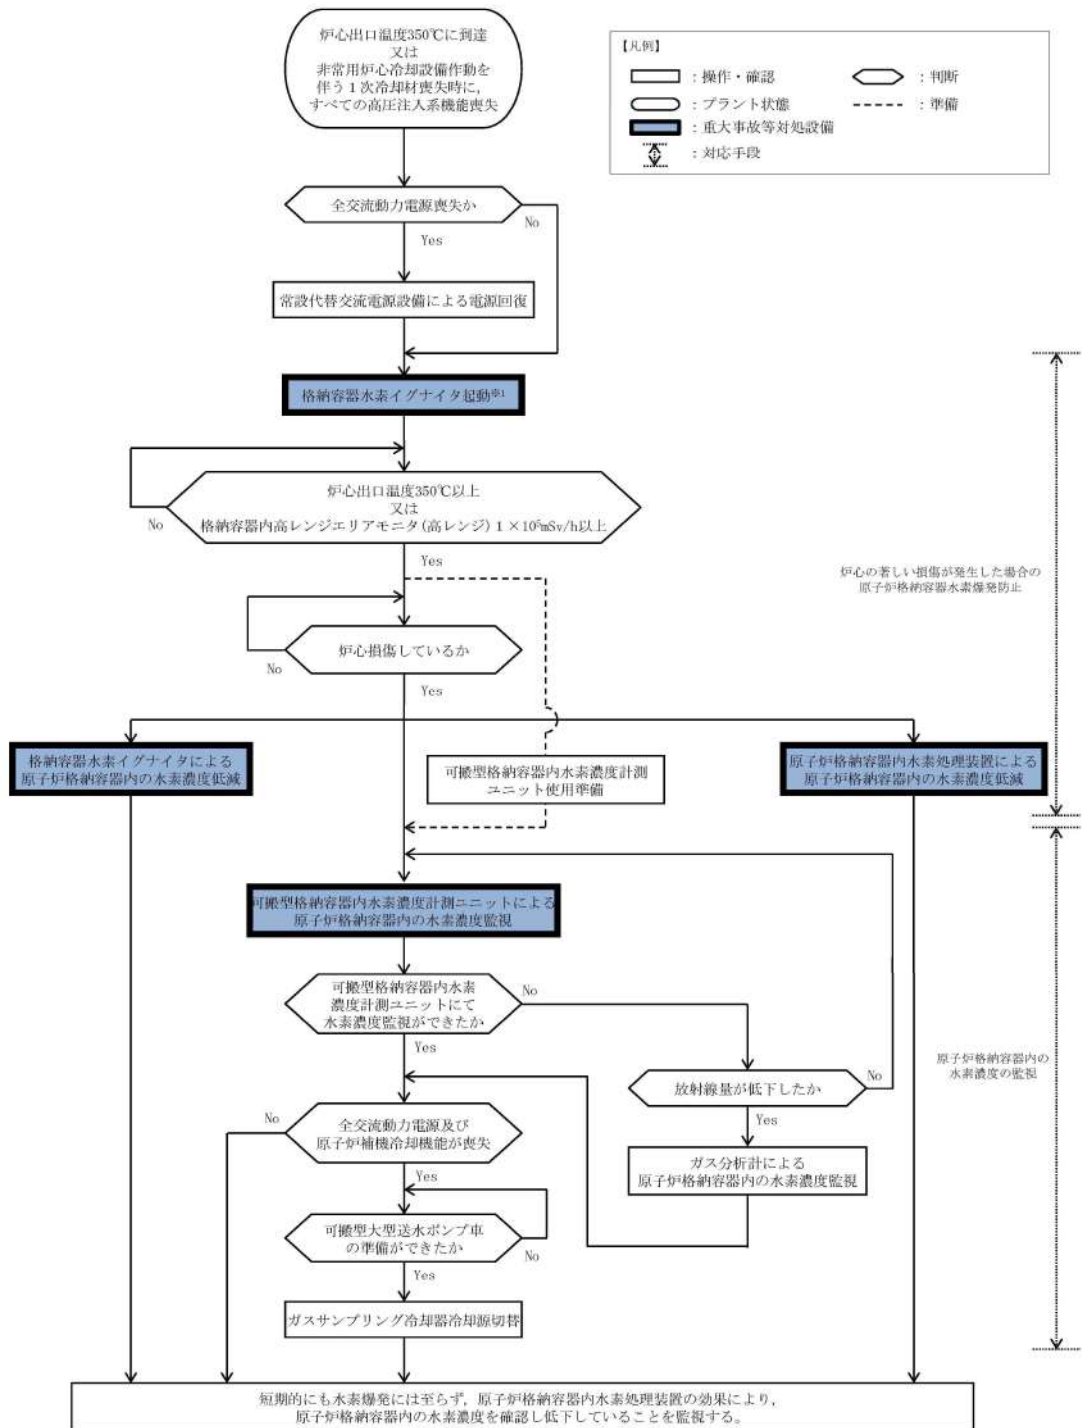 炉心出口温度350℃に到達
又は
非常用炉心冷却設備作動を
伴う1次冷却材喪失時に，
すべての高圧注入系機能喪失
【凡例】
：操作・確認
：判断
：プラント状態
：準備
：重大事故等対処設備
：対応手段
全交流動力電源喪失か
No
Yes
常設代替交流電源設備による電源回復
格納容器水素イグナイタ起動※1
炉心出口温度350℃以上
又は
格納容器内高レンジエリアモニタ(高レンジ)1×10⁵mSv/h以上
No
Yes
炉心の著しい損傷が発生した場合の
原子炉格納容器水素爆発防止
炉心損傷しているか
No
Yes
格納容器水素イグナイタによる
原子炉格納容器内の水素濃度低減
可搬型格納容器内水素濃度計測
ユニット使用準備
原子炉格納容器内水素処理装置による
原子炉格納容器内の水素濃度低減
可搬型格納容器内水素濃度計測ユニットによる
原子炉格納容器内の水素濃度監視
可搬型格納容器内水素
濃度計測ユニットにて
水素濃度監視ができたか
No
Yes
原子炉格納容器内の
水素濃度の監視
放射線量が低下したか
No
Yes
全交流動力電源及び
原子炉補機冷却機能が喪失
No
Yes
ガス分析計による
原子炉格納容器内の水素濃度監視
可搬型大型送水ポンプ車
の準備ができたか
No
Yes
ガスサンプリング冷却器冷却源切替
短期的にも水素爆発には至らず，原子炉格納容器内水素処理装置の効果により，
原子炉格納容器内の水素濃度を確認し低下していることを監視する。